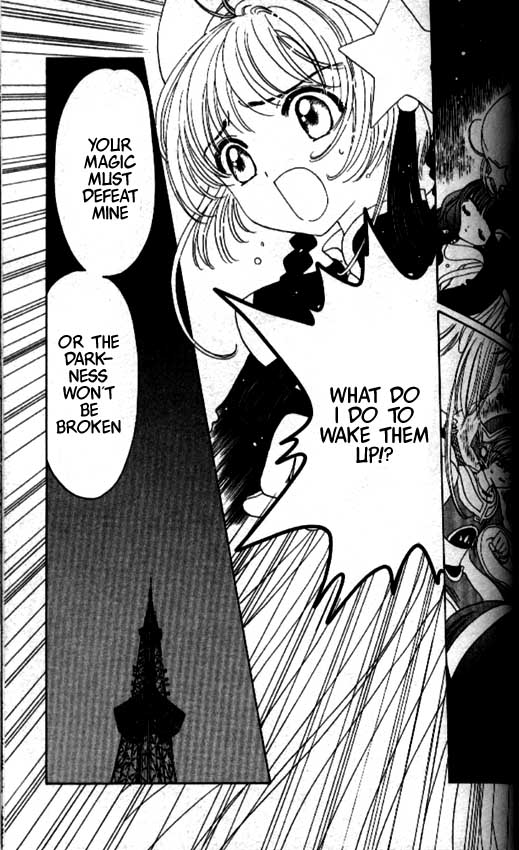 WHAT DO
I DO TO
WAKE THEM
UP!?
YOUR
MAGIC
MUST
DEFEAT
MINE
OR THE
DARK-
NESS
WON'T
BE
BROKEN